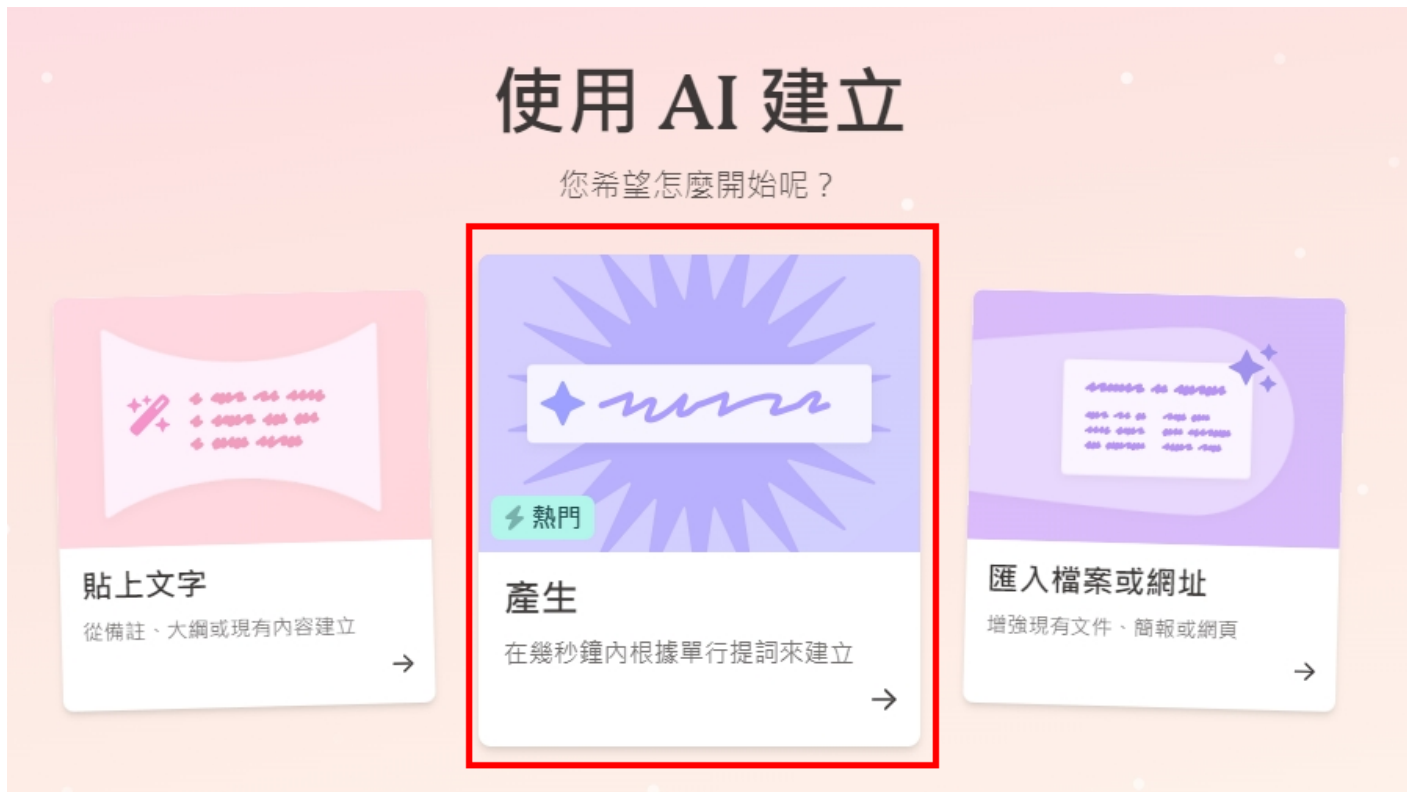 使用 AI 建立
您希望怎麼開始呢？
貼上文字
從備註、大綱或現有內容建立
熱門
產生
在幾秒鐘內根據單行提詞來建立
匯入檔案或網址
增強現有文件、簡報或網頁